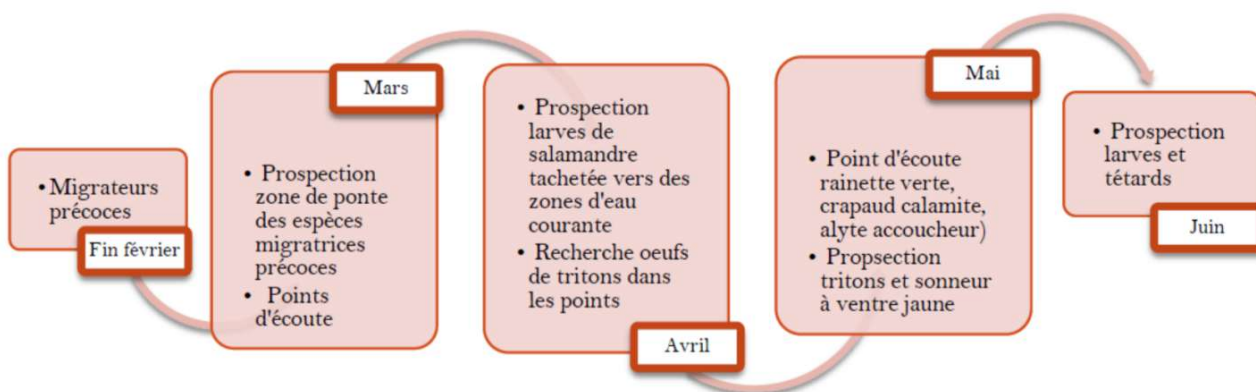 • Migrateurs
précoces
Fin février
Mars
• Prospection
zone de ponte
des espèces
migratrices
précoces
• Points
d'écoute
• Prospection
larves de
salamandre
tachetée vers des
zones d'eau
courante
• Recherche oeufs
de tritons dans
les points
Avril
Mai
• Point d'écoute
rainette verte,
crapaud calamite,
alyte accoucheur)
• Propsection
tritons et sonneur
à ventre jaune
• Prospection
larves et
tétards
Juin